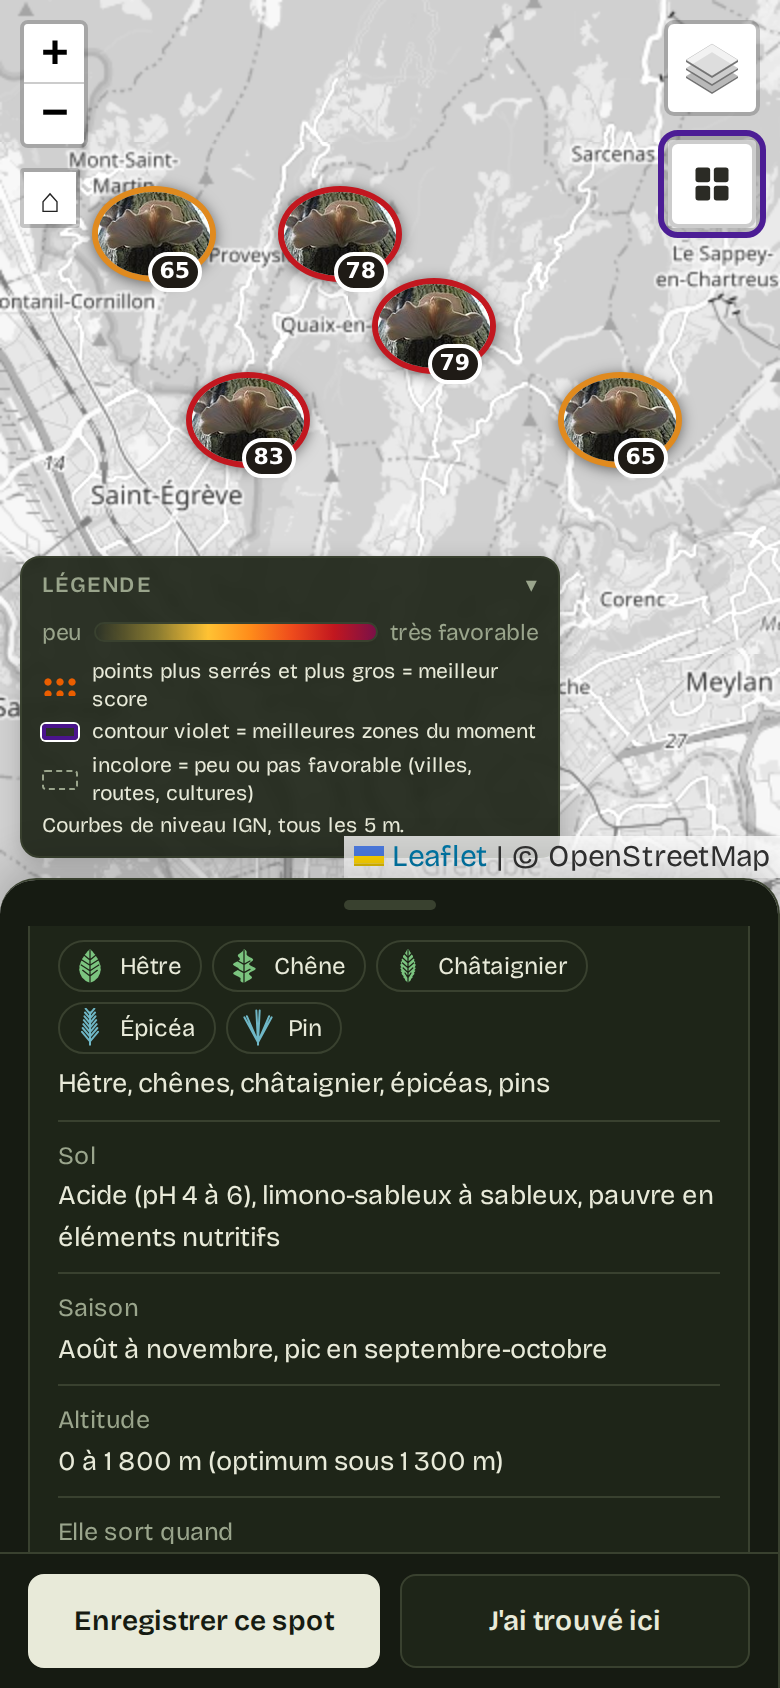 +
−
Mont-Saint-
Martin
Sarcenas
65
78
Le Sappey-
en-Chartreus
ontanil-Cornillon
Quaix-en-
79
83
65
14
Saint-Égrève
LÉGENDE ▼
peu très favorable
Corenc
points plus serrés et plus gros = meilleur
score
Meylan
contour violet = meilleures zones du moment
27
incolore = peu ou pas favorable (villes,
routes, cultures)
Courbes de niveau IGN, tous les 5 m.
Leaflet | © OpenStreetMap
Hêtre Chêne Châtaignier
Épicéa Pin
Hêtre, chênes, châtaignier, épicéas, pins
Sol
Acide (pH 4 à 6), limono-sableux à sableux, pauvre en
éléments nutritifs
Saison
Août à novembre, pic en septembre-octobre
Altitude
0 à 1 800 m (optimum sous 1 300 m)
Elle sort quand
Enregistrer ce spot J'ai trouvé ici